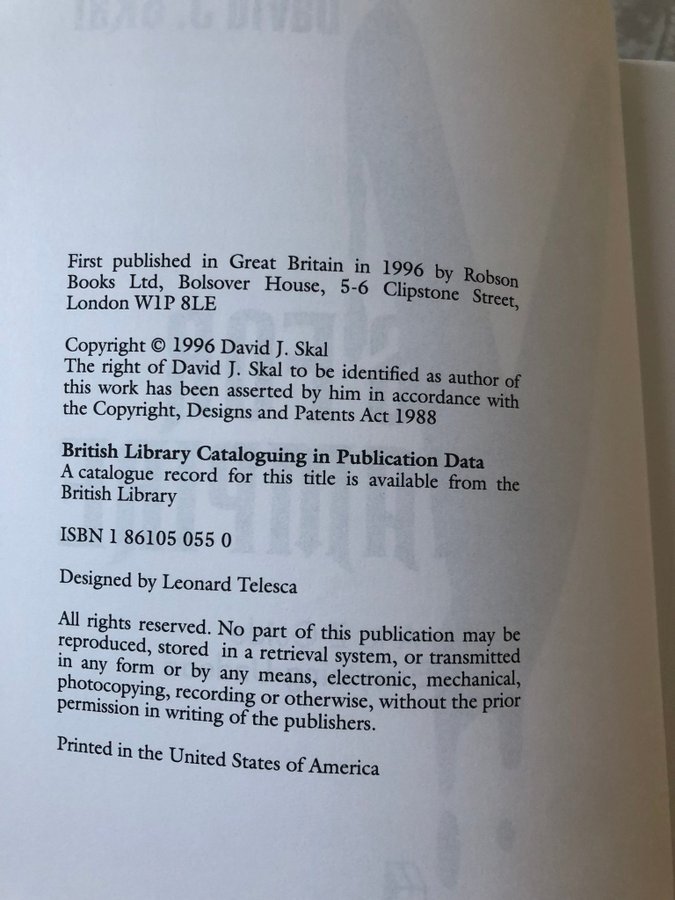 First published in Great Britain in 1996 by Robson
Books Ltd, Bolsover House, 5-6 Clipstone Street,
London W1P 8LE
Copyright © 1996 David J. Skal
The right of David J. Skal to be identified as author of
this work has been asserted by him in accordance with
the Copyright, Designs and Patents Act 1988
British Library Cataloguing in Publication Data
A catalogue record for this title is available from the
British Library
ISBN 1 86105 055 0
Designed by Leonard Telesca
All rights reserved. No part of this publication may be
reproduced, stored in a retrieval system, or transmitted
in any form or by any means, electronic, mechanical,
photocopying, recording or otherwise, without the prior
permission in writing of the publishers.
Printed in the United States of America